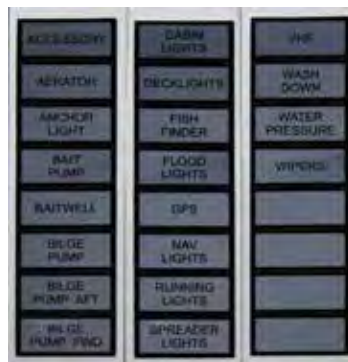 ACCESSORY
AERATOR
ANCHOR
LIGHT
BAIT
PUMP
BAITWELL
BILGE
PUMP
BILGE
PUMP AFT
BILGE
PUMP FWD
CABIN
LIGHTS
DECKLIGHTS
FISH
FINDER
FLOOD
LIGHTS
GPS
NAV
LIGHTS
RUNNING
LIGHTS
SPREADER
LIGHTS
VHF
WASH
DOWN
WATER
PRESSURE
WIPERS